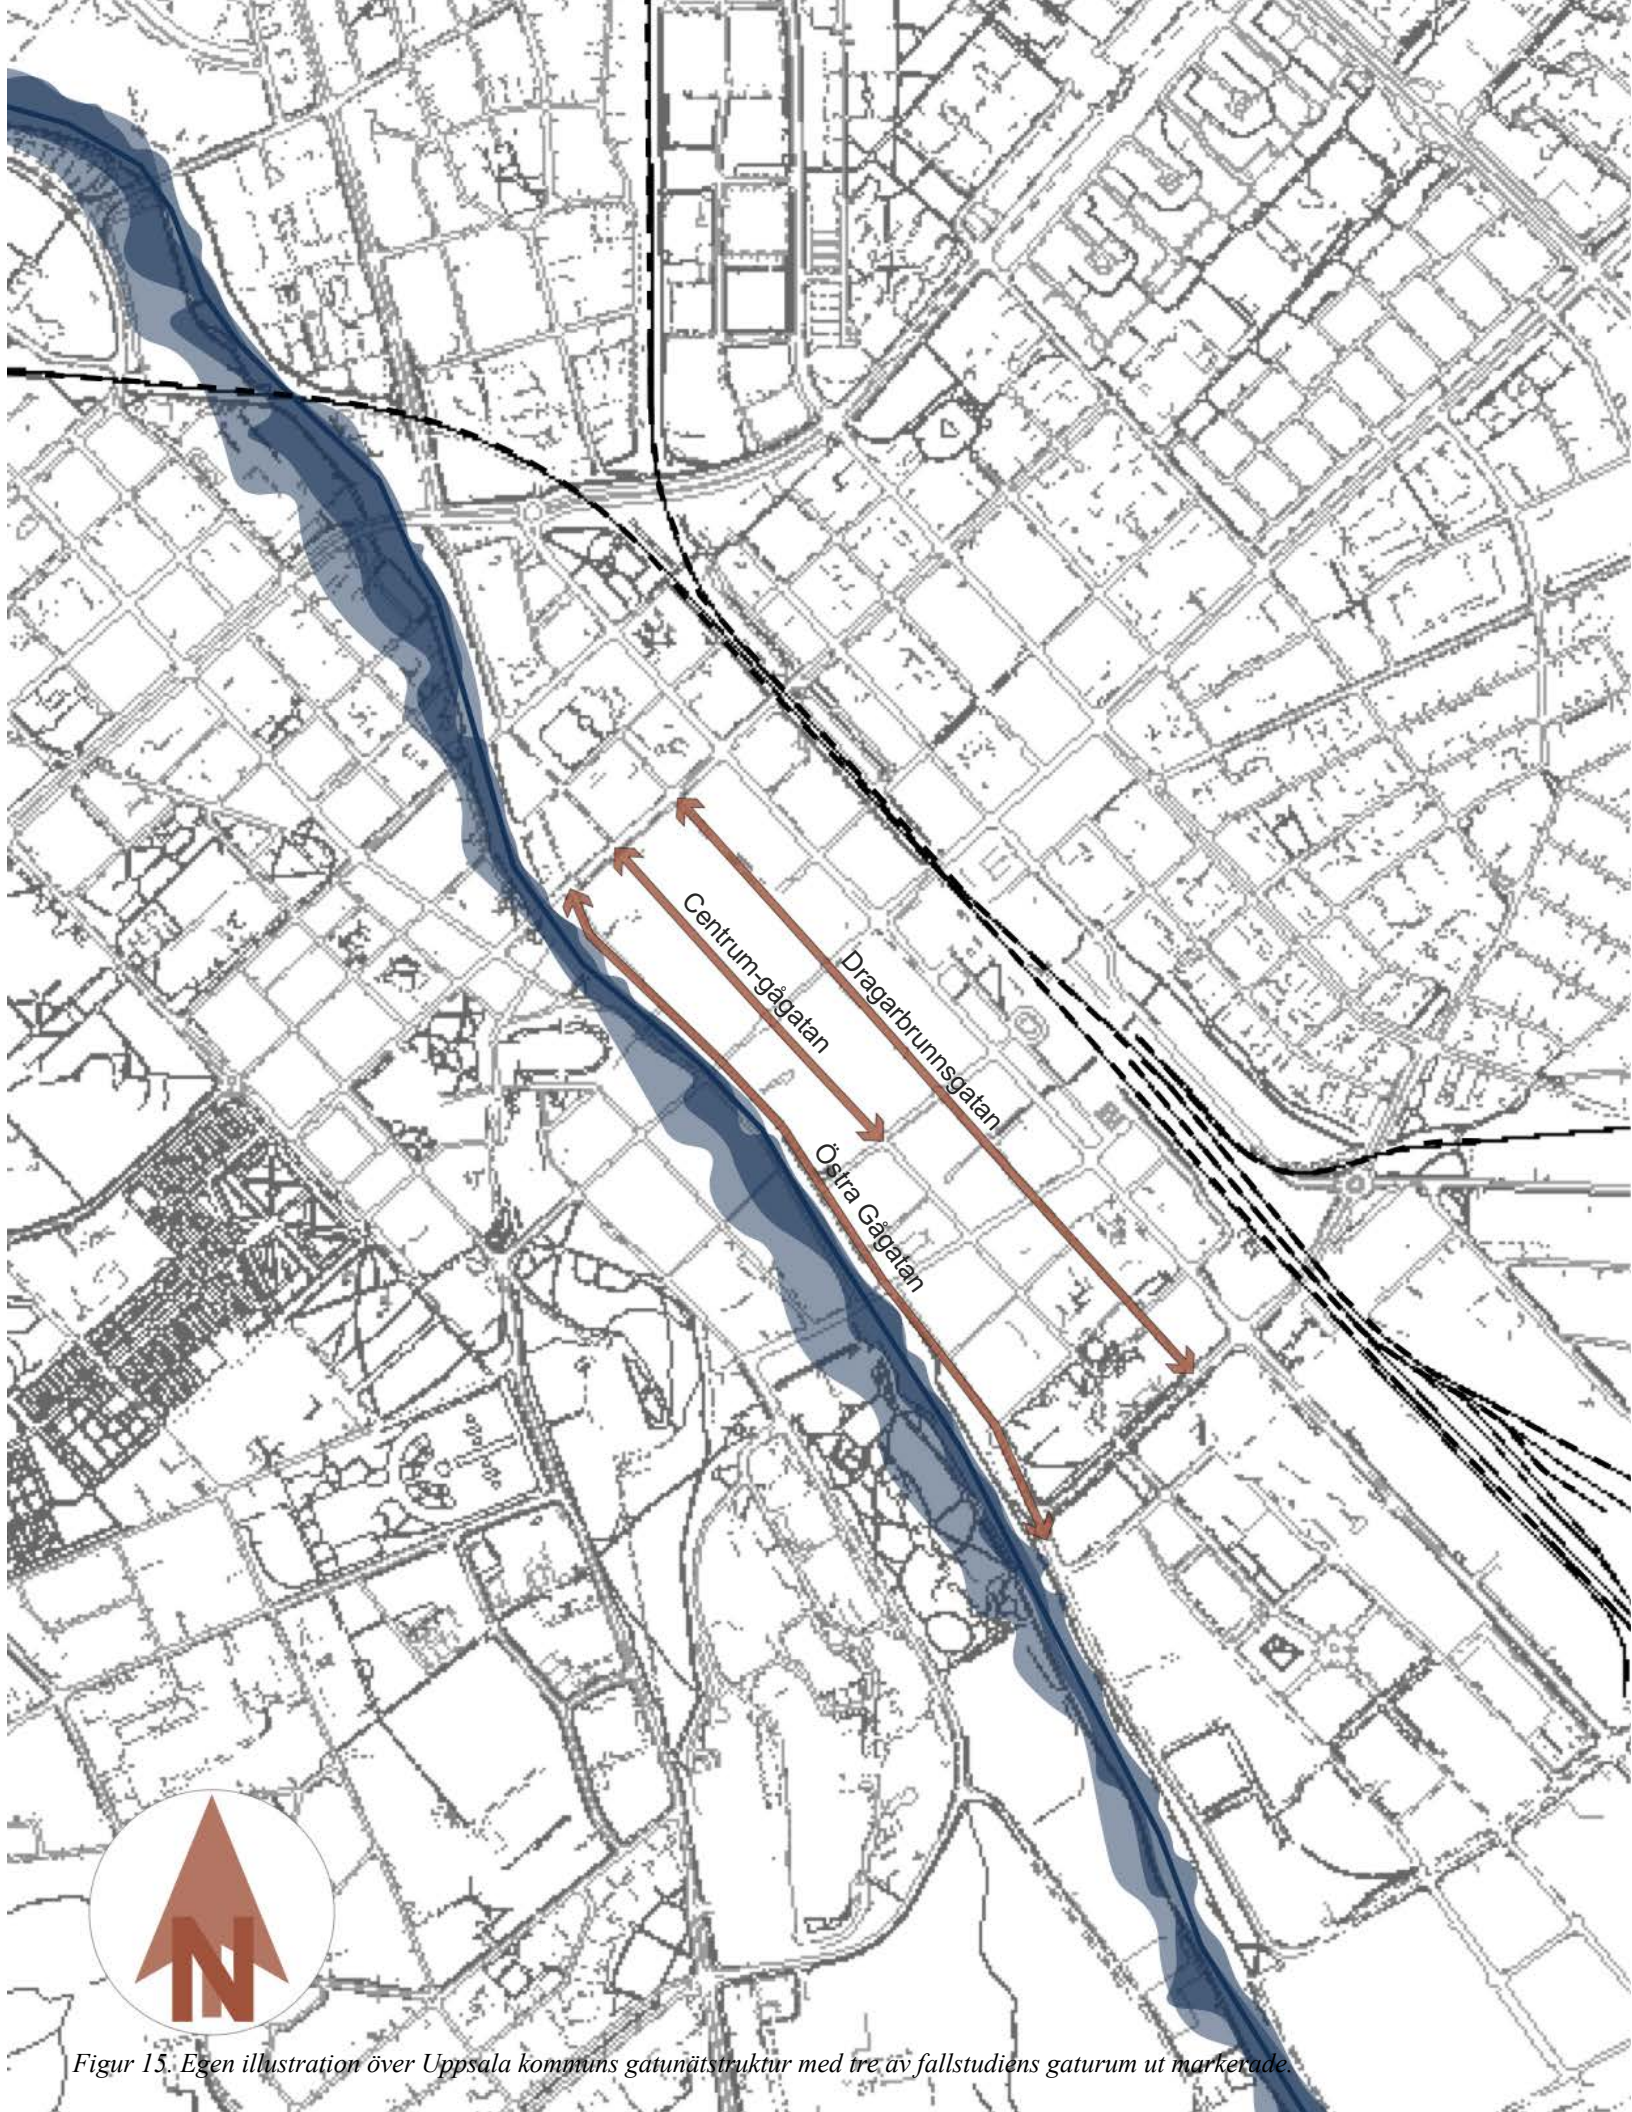 Centrum-gågatan
Dragarbrunnsgatan
Östra Gågatan
N
Figur 15. Egen illustration över Uppsala kommuns gatunätstruktur med tre av fallstudiens gaturum ut markerade.